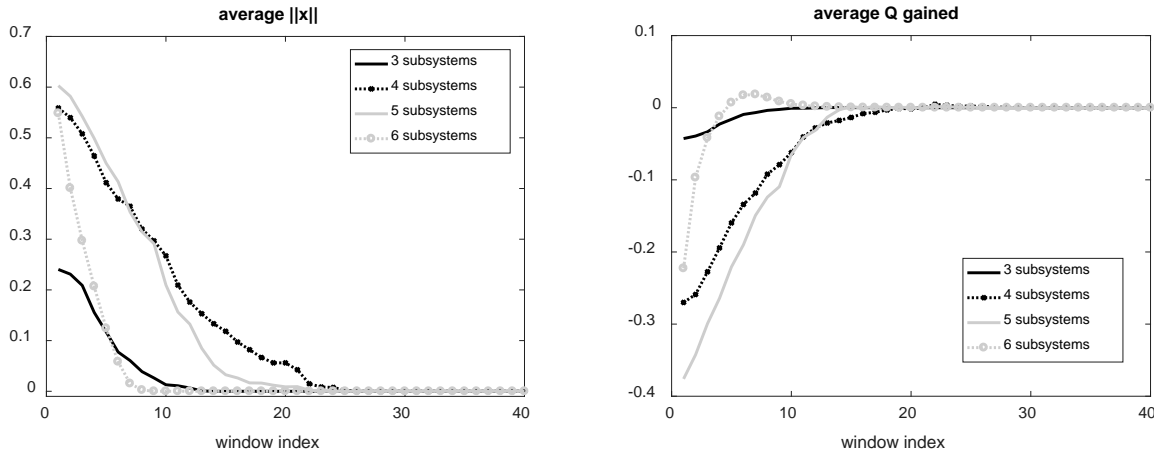 average ||x||
0.7
0.6
0.5
0.4
0.3
0.2
0.1
0
0
10
20
30
40
window index
3 subsystems
4 subsystems
5 subsystems
6 subsystems
average Q gained
0.1
0
-0.1
-0.2
-0.3
-0.4
0
10
20
30
40
window index
3 subsystems
4 subsystems
5 subsystems
6 subsystems